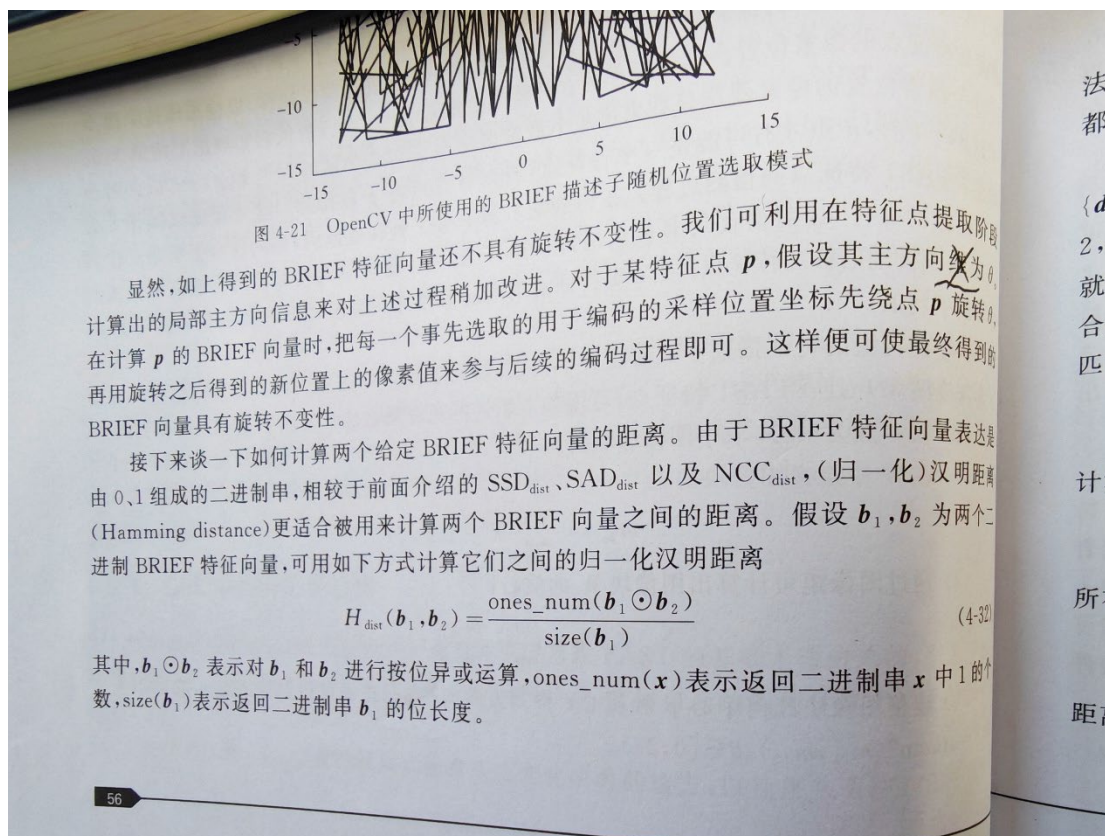 -5
-10
-15
-15 -10 -5 0 5 10 15
图 4-21 OpenCV 中所使用的 BRIEF 描述子随机位置选取模式
显然,如上得到的 BRIEF 特征向量还不具有旋转不变性。我们可利用在特征点提取阶段
计算出的局部主方向信息来对上述过程稍加改进。对于某特征点 p,假设其主方向为 θ,
在计算 p 的 BRIEF 向量时,把每一个事先选取的用于编码的采样位置坐标先绕点 p 旋转 θ,
再用旋转之后得到的新位置上的像素值来参与后续的编码过程即可。这样便可使最终得到的
BRIEF 向量具有旋转不变性。
接下来谈一下如何计算两个给定 BRIEF 特征向量的距离。由于 BRIEF 特征向量表达是
由 0、1 组成的二进制串,相较于前面介绍的 SSD_dist、SAD_dist 以及 NCC_dist,(归一化)汉明距离
(Hamming distance)更适合被用来计算两个 BRIEF 向量之间的距离。假设 b₁,b₂ 为两个二
进制 BRIEF 特征向量,可用如下方式计算它们之间的归一化汉明距离
H_dist(b₁,b₂) = ones_num(b₁⊙b₂) / size(b₁) (4-32)
其中,b₁⊙b₂ 表示对 b₁ 和 b₂ 进行按位异或运算,ones_num(x)表示返回二进制串 x 中 1 的个
数,size(b₁)表示返回二进制串 b₁ 的位长度。
56
法
都
{d
2,
就
合
匹
计
所
距